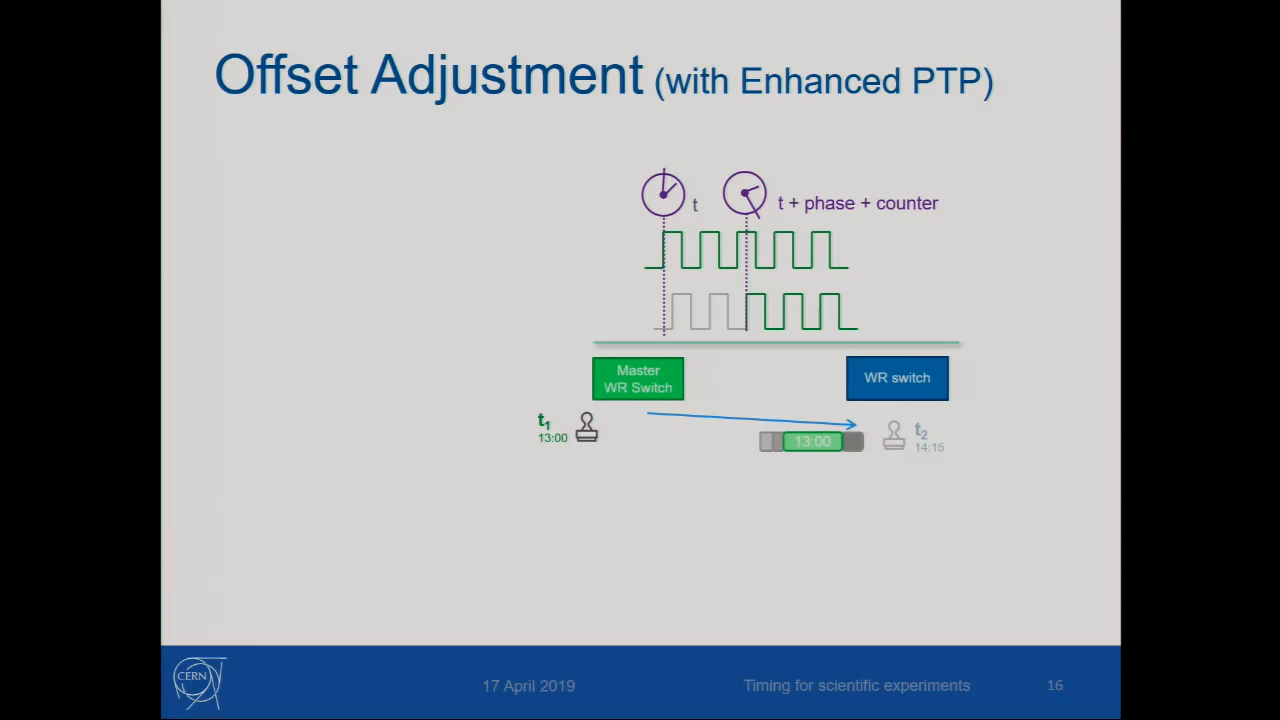 Offset Adjustment (with Enhanced PTP)
t
t + phase + counter
Master
WR Switch
WR switch
t1
13:00
13:00
t2
14:15
CERN
17 April 2019
Timing for scientific experiments
16